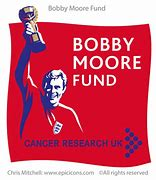 Bobby Moore Fund
BOBBY
MOORE
FUND
CANCER RESEARCH UK
Chris Mitchell: www.epicicons.com ©All rights reserved